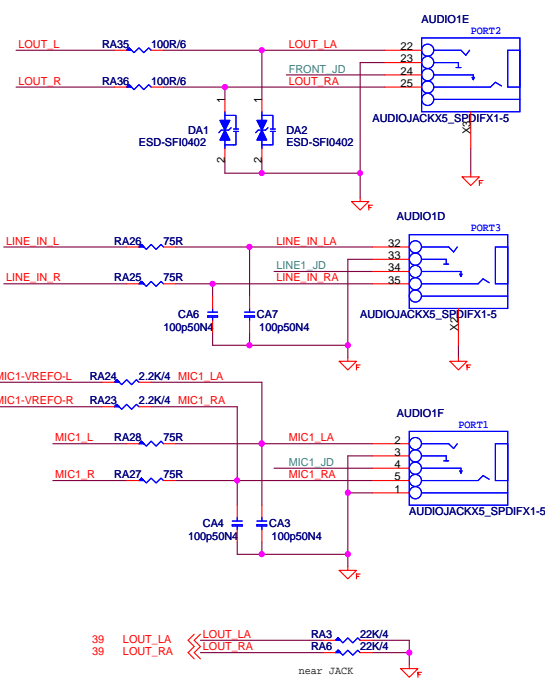 AUDIO1E
PORT2
LOUT_L RA35 100R/6 LOUT_LA 22
23
FRONT_JD 24
LOUT_R RA36 100R/6 LOUT_RA 25
1 1
DA1 DA2
ESD-SFI0402 ESD-SFI0402
2 2
AUDIOJACKX5_SPDIFX1-5
X3
F
F
AUDIO1D
PORT3
LINE_IN_L RA26 75R LINE_IN_LA 32
33
LINE1_JD 34
LINE_IN_R RA25 75R LINE_IN_RA 35
CA6 CA7
100p50N4 100p50N4
AUDIOJACKX5_SPDIFX1-5
X2
F
F
MIC1-VREFO-L RA24 2.2K/4 MIC1_LA
MIC1-VREFO-R RA23 2.2K/4 MIC1_RA
AUDIO1F
PORT1
MIC1_L RA28 75R MIC1_LA 2
3
MIC1_JD 4
MIC1_R RA27 75R MIC1_RA 5
1
AUDIOJACKX5_SPDIFX1-5
CA4 CA3
100p50N4 100p50N4
F
39 LOUT_LA LOUT_LA RA3 22K/4
39 LOUT_RA LOUT_RA RA6 22K/4
near JACK
F